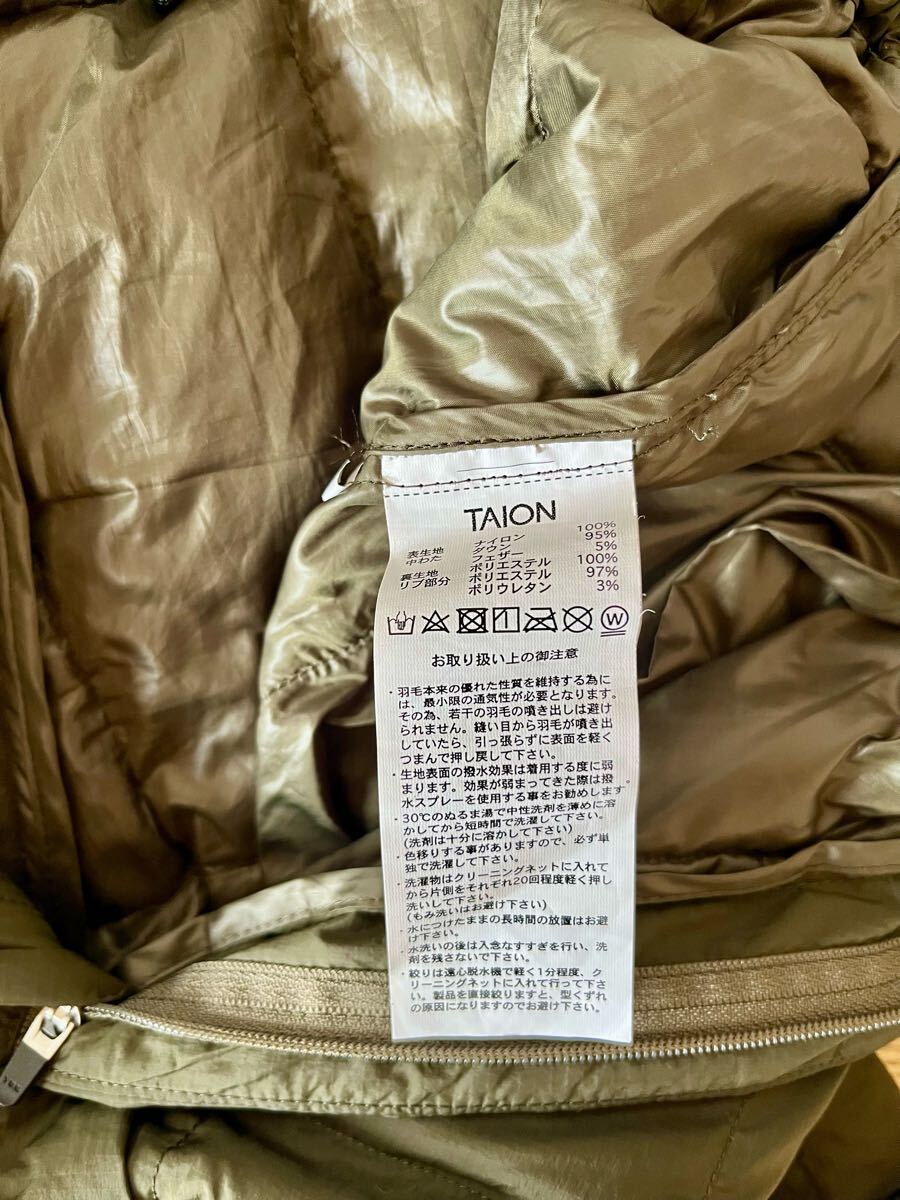 TAION
表生地 ナイロン 100%
中わた ダウン 95%
フェザー 5%
裏生地 ポリエステル 100%
リブ部分 ポリエステル 97%
ポリウレタン 3%
W
お取り扱い上の御注意
・羽毛本来の優れた性質を維持する為に
は、最小限の通気性が必要となります。
その為、若干の羽毛の噴き出しは避け
られません。縫い目から羽毛が噴き出
していたら、引っ張らずに表面を軽く
つまんで押し戻して下さい。
・生地表面の撥水効果は着用する度に弱
まります。効果が弱まってきた際は撥
水スプレーを使用する事をお勧めします
・30℃のぬるま湯で中性洗剤を薄めに溶
かしてから短時間で洗濯して下さい。
(洗剤は十分に溶かして下さい)
・色移りする事がありますので、必ず単
独で洗濯して下さい。
・洗濯物はクリーニングネットに入れて
から片側をそれぞれ20回程度軽く押し
洗いして下さい。
(もみ洗いはお避け下さい)
・水につけたままの長時間の放置はお避
け下さい。
・水洗いの後は入念なすすぎを行い、洗
剤を残さないで下さい。
・絞りは遠心脱水機で軽く1分程度、ク
リーニングネットに入れて行って下さ
い。製品を直接絞りますと、型くずれ
の原因になりますのでお避け下さい。